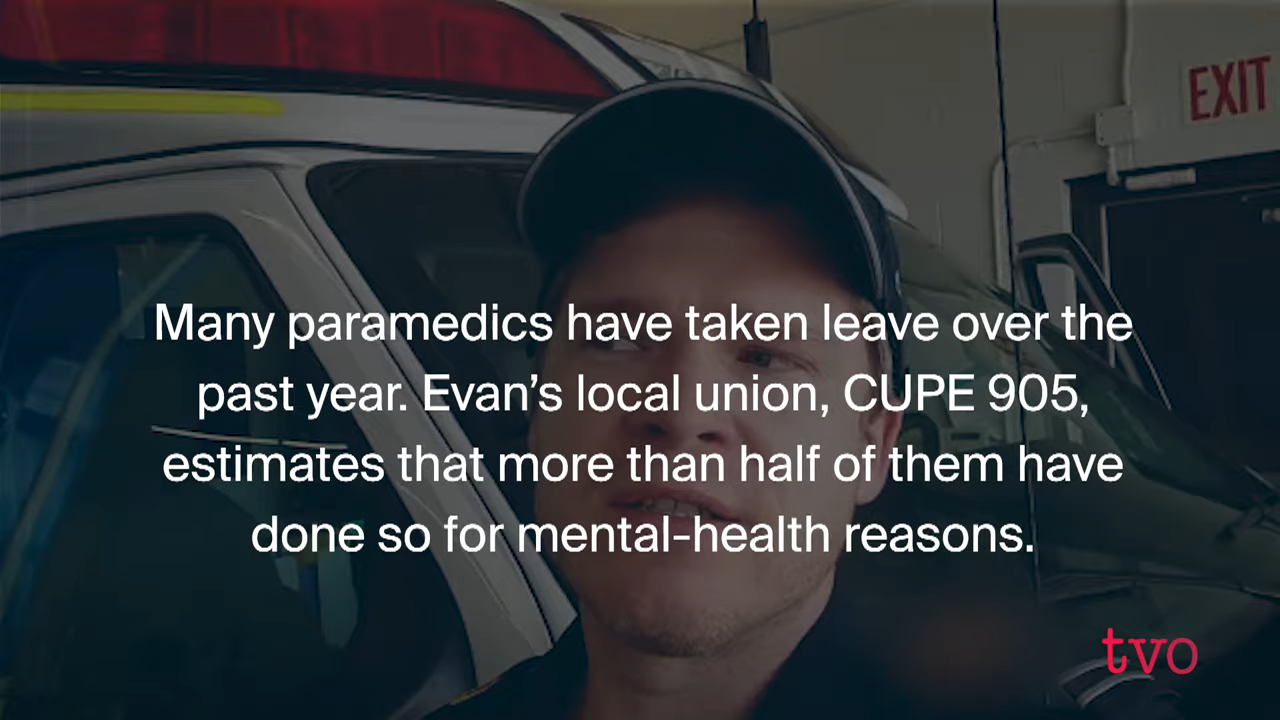 EXIT
Many paramedics have taken leave over the
past year. Evan’s local union, CUPE 905,
estimates that more than half of them have
done so for mental-health reasons.
tvo